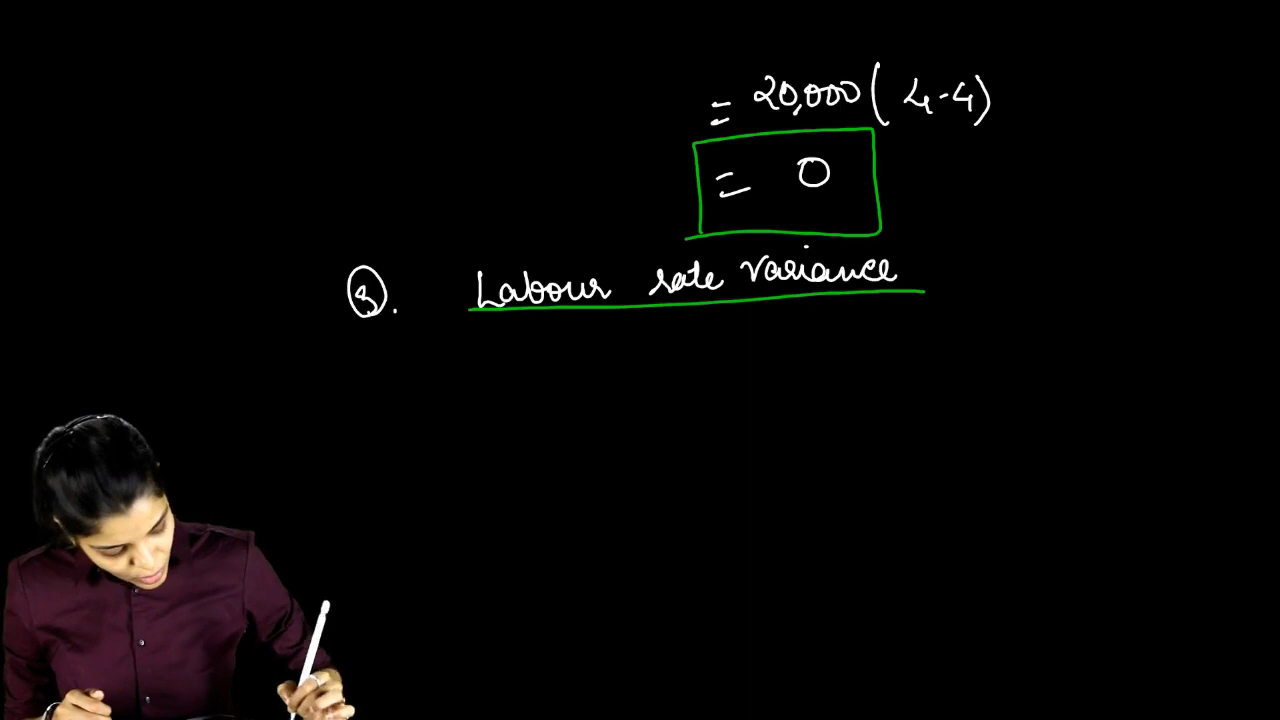 = 20,000 ( 4-4)
= 0
3. Labour rate variance